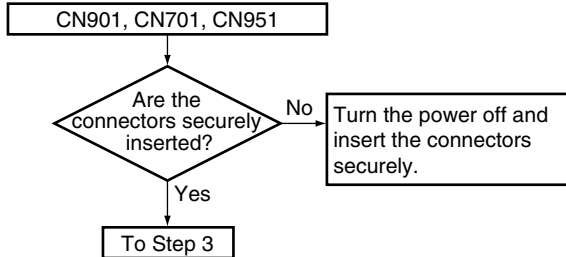 CN901, CN701, CN951
Are the
connectors securely
inserted?
No
Turn the power off and
insert the connectors
securely.
Yes
To Step 3